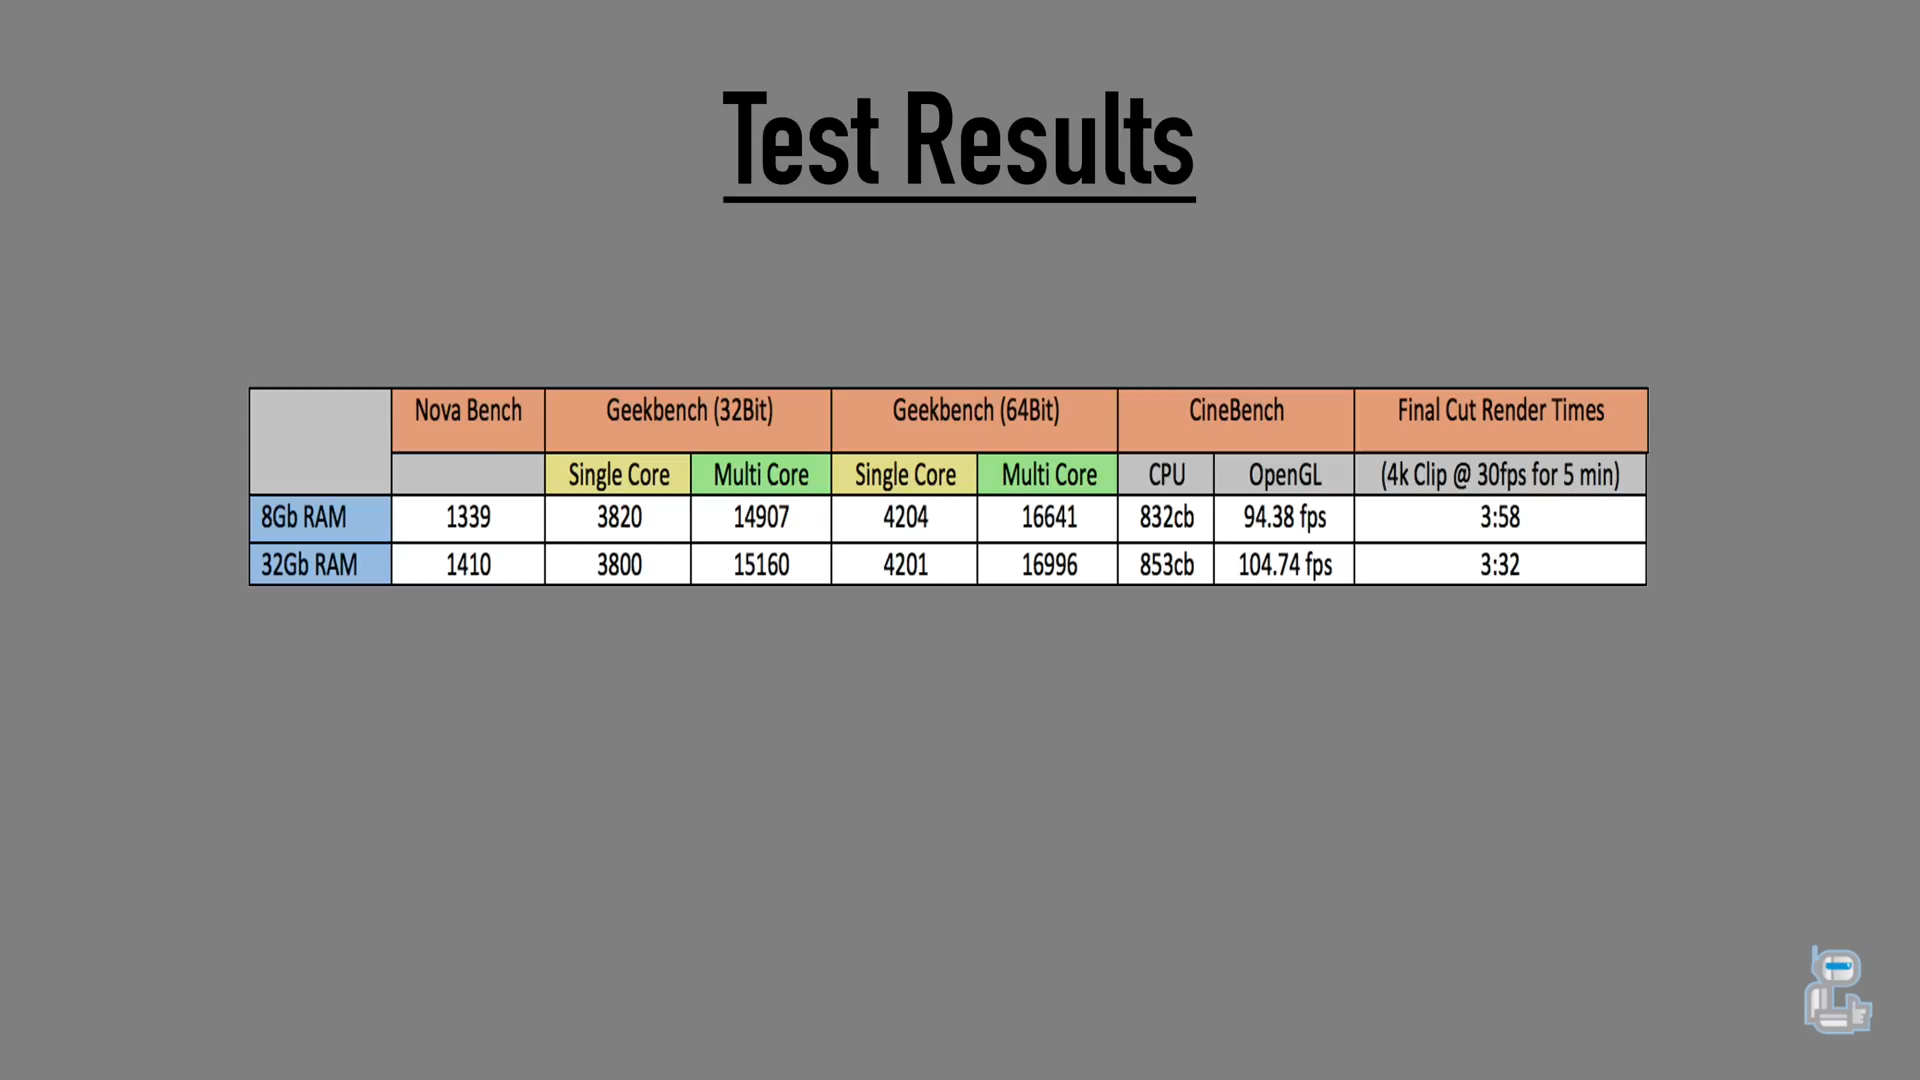 Test Results
Nova Bench Geekbench (32Bit) Geekbench (64Bit) CineBench Final Cut Render Times
Single Core Multi Core Single Core Multi Core CPU OpenGL (4k Clip @ 30fps for 5 min)
8Gb RAM 1339 3820 14907 4204 16641 832cb 94.38 fps 3:58
32Gb RAM 1410 3800 15160 4201 16996 853cb 104.74 fps 3:32